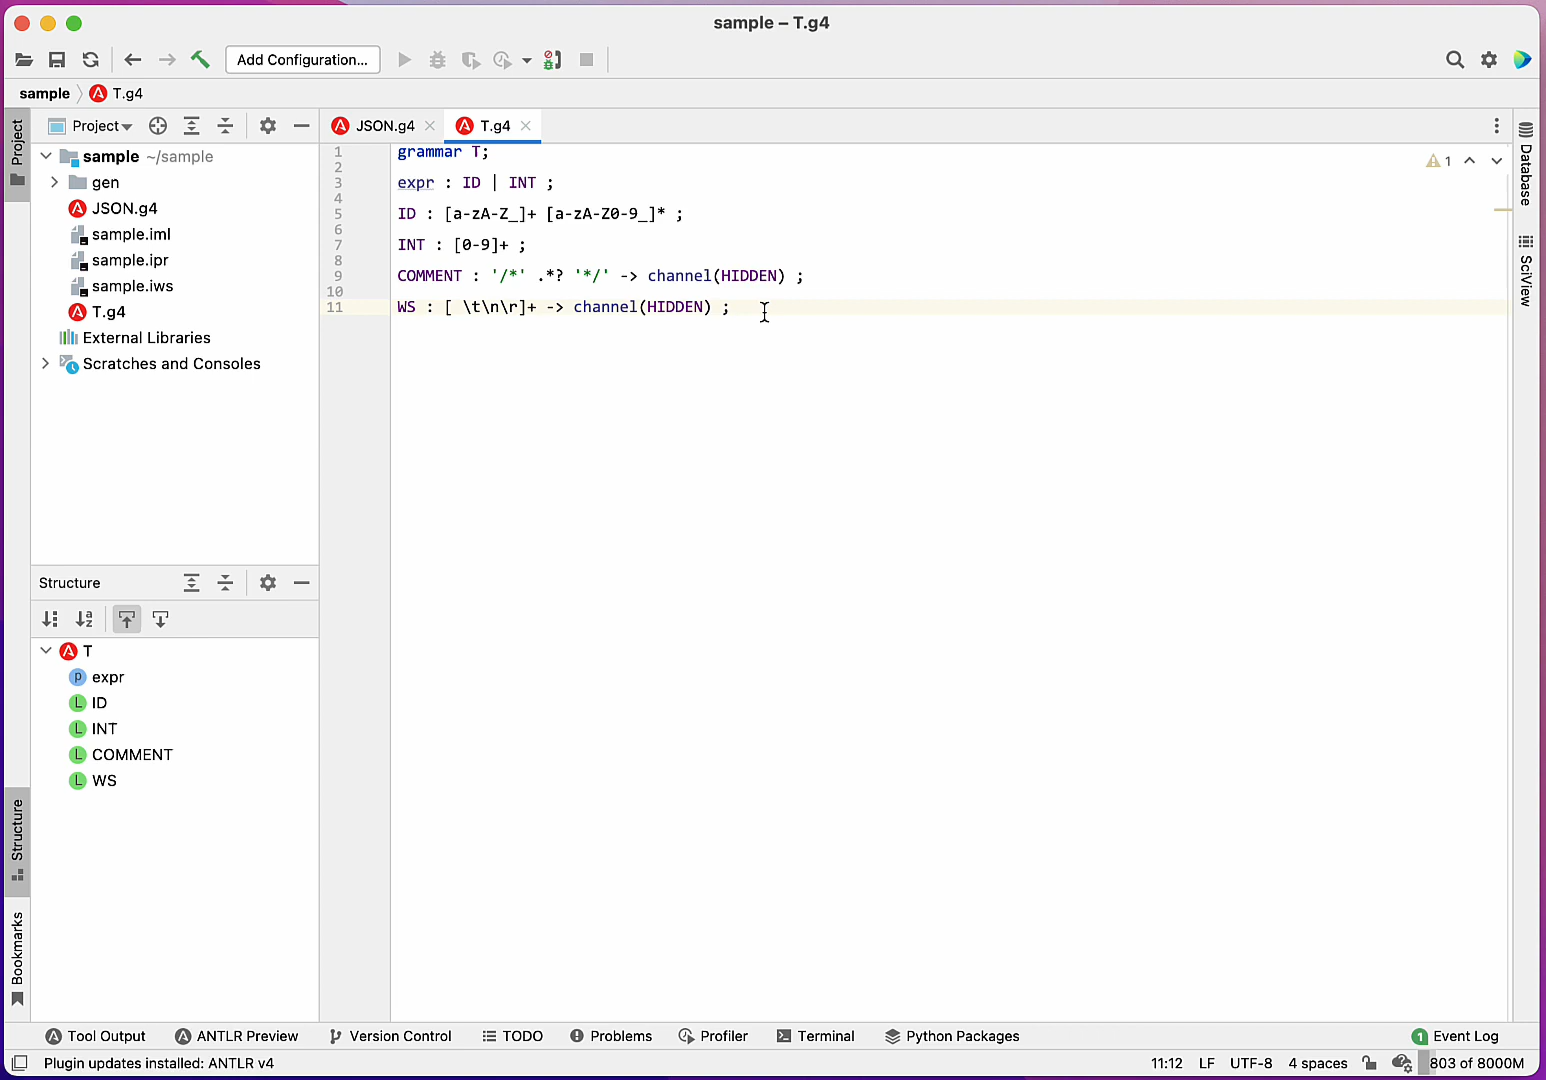 sample – T.g4
Add Configuration...
sample
T.g4
Project
JSON.g4
T.g4
Project
sample ~/sample
gen
JSON.g4
sample.iml
sample.ipr
sample.iws
T.g4
External Libraries
Scratches and Consoles
1 grammar T;
2
3 expr : ID | INT ;
4
5 ID : [a-zA-Z_]+ [a-zA-Z0-9_]* ;
6
7 INT : [0-9]+ ;
8
9 COMMENT : '/*' .*? '*/' -> channel(HIDDEN) ;
10
11 WS : [ \t\n\r]+ -> channel(HIDDEN) ;
1
Database
SciView
Structure
T
p expr
L ID
L INT
L COMMENT
L WS
Structure
Bookmarks
Tool Output
ANTLR Preview
Version Control
TODO
Problems
Profiler
Terminal
Python Packages
1 Event Log
Plugin updates installed: ANTLR v4
11:12
LF
UTF-8
4 spaces
803 of 8000M